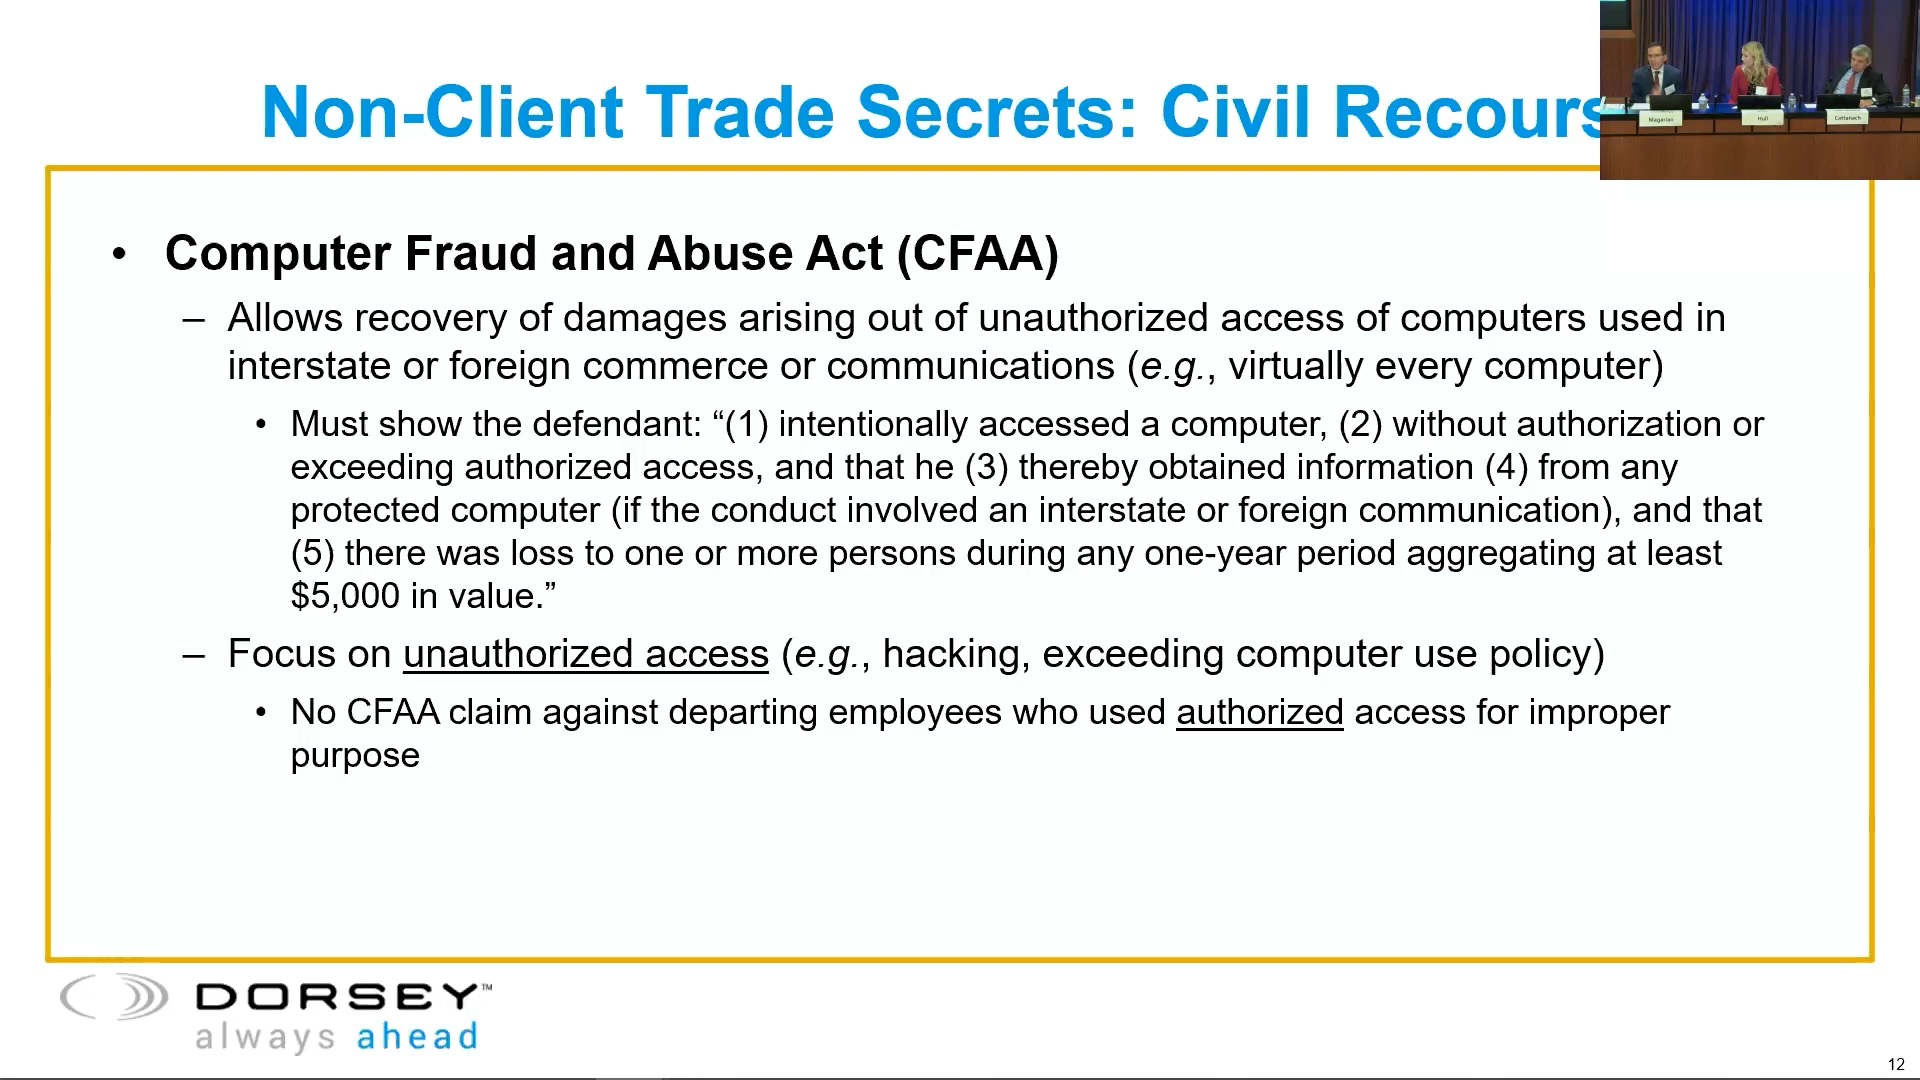 Non-Client Trade Secrets: Civil Recours
Magarian
Hull
Cattanach
• Computer Fraud and Abuse Act (CFAA)
– Allows recovery of damages arising out of unauthorized access of computers used in
interstate or foreign commerce or communications (e.g., virtually every computer)
• Must show the defendant: “(1) intentionally accessed a computer, (2) without authorization or
exceeding authorized access, and that he (3) thereby obtained information (4) from any
protected computer (if the conduct involved an interstate or foreign communication), and that
(5) there was loss to one or more persons during any one-year period aggregating at least
$5,000 in value.”
– Focus on unauthorized access (e.g., hacking, exceeding computer use policy)
• No CFAA claim against departing employees who used authorized access for improper
purpose
DORSEY™
always ahead
12